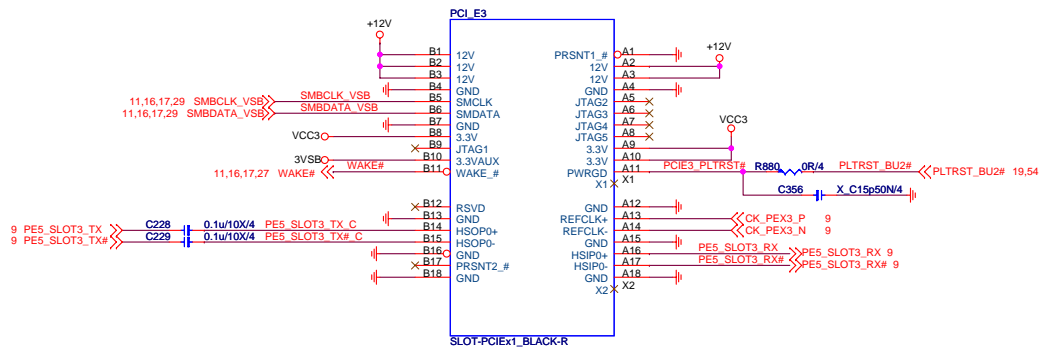 PCI_E3
+12V
B1 12V PRSNT1_# A1
B2 12V 12V A2 +12V
B3 12V 12V A3
B4 GND GND A4
11,16,17,29 SMBCLK_VSB SMBCLK_VSB B5 SMCLK JTAG2 A5
11,16,17,29 SMBDATA_VSB SMBDATA_VSB B6 SMDATA JTAG3 A6
B7 GND JTAG4 A7
VCC3 B8 3.3V JTAG5 A8 VCC3
B9 JTAG1 3.3V A9
3VSB B10 3.3VAUX 3.3V A10
11,16,17,27 WAKE# WAKE# B11 WAKE_# PWRGD A11 PCIE3_PLTRST# R880 0R/4 PLTRST_BU2# PLTRST_BU2# 19,54
X1 X1
C356 X_C15p50N/4
B12 RSVD GND A12
B13 GND REFCLK+ A13 CK_PEX3_P 9
9 PE5_SLOT3_TX C228 0.1u/10X/4 PE5_SLOT3_TX_C B14 HSOP0+ REFCLK- A14 CK_PEX3_N 9
9 PE5_SLOT3_TX# C229 0.1u/10X/4 PE5_SLOT3_TX#_C B15 HSOP0- GND A15
B16 GND HSIP0+ A16 PE5_SLOT3_RX PE5_SLOT3_RX 9
B17 PRSNT2_# HSIP0- A17 PE5_SLOT3_RX# PE5_SLOT3_RX# 9
B18 GND GND A18
X2 X2
SLOT-PCIEx1_BLACK-R